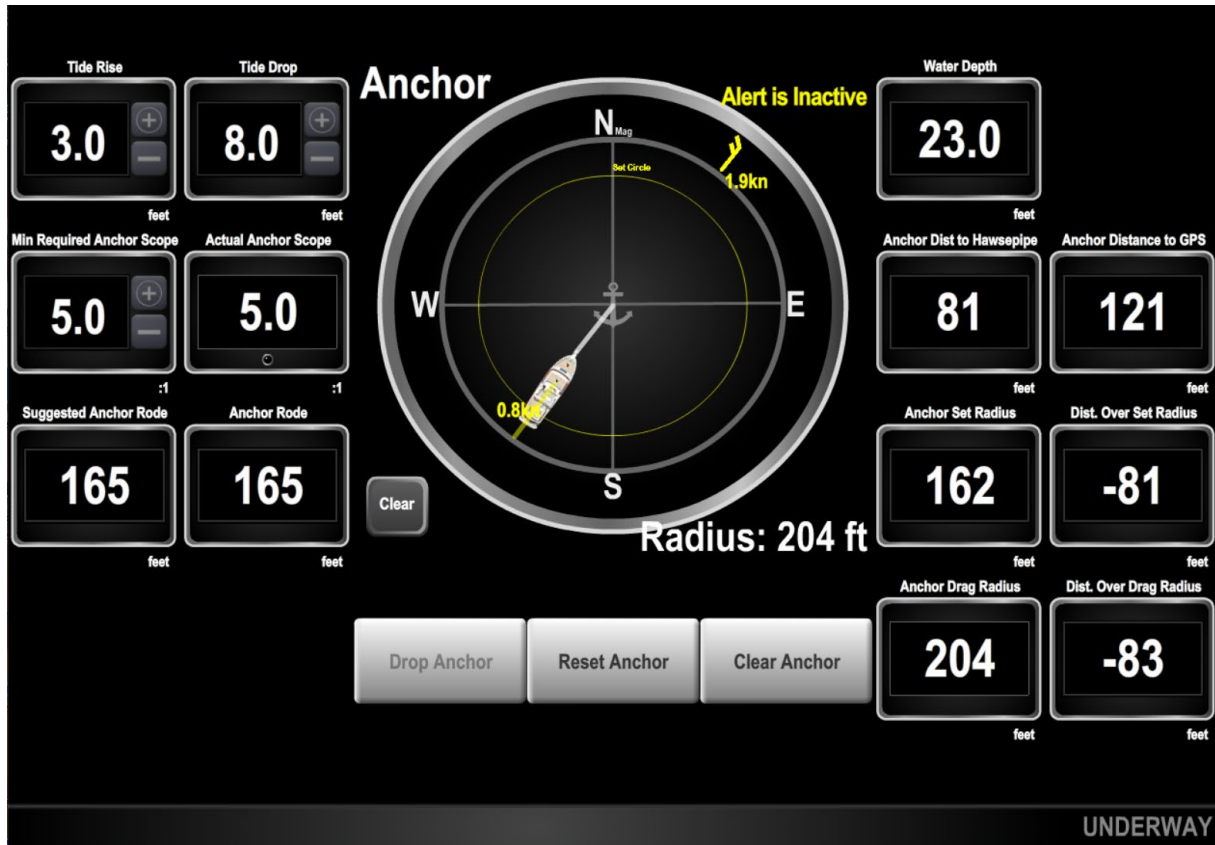 Tide Rise
Tide Drop
3.0
8.0
feet
feet
Min Required Anchor Scope
Actual Anchor Scope
5.0
5.0
:1
:1
Suggested Anchor Rode
Anchor Rode
165
165
feet
feet
Anchor
Alert is Inactive
N Mag
Set Circle
1.9kn
W
E
S
Clear
Radius: 204 ft
Drop Anchor
Reset Anchor
Clear Anchor
Water Depth
23.0
feet
Anchor Dist to Hawsepipe
Anchor Distance to GPS
81
121
feet
feet
Anchor Set Radius
Dist. Over Set Radius
162
-81
feet
feet
Anchor Drag Radius
Dist. Over Drag Radius
204
-83
feet
feet
UNDERWAY